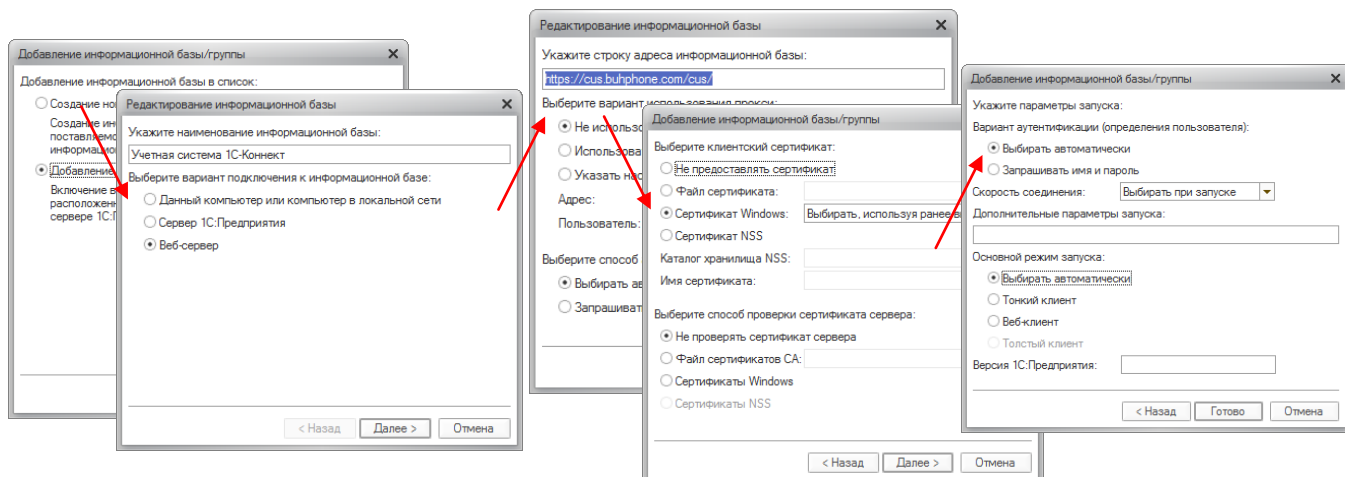 Добавление информационной базы/группы
Добавление информационной базы в список:
Создание
Создание
поставляемо
информацион
Добавление
Включение в
расположен
сервере 1С:П
Редактирование информационной базы
Укажите наименование информационной базы:
Учетная система 1С-Коннект
Выберите вариант подключения к информационной базе:
Данный компьютер или компьютер в локальной сети
Сервер 1С:Предприятия
Веб-сервер
< Назад Далее > Отмена
Редактирование информационной базы
Укажите строку адреса информационной базы:
https://cus.buhphone.com/cus/
Выберите вариант использования прокси:
Не использо
Использова
Указать нас
Адрес:
Пользователь:
Выберите способ
Выбирать ав
Запрашиват
Добавление информационной базы/группы
Выберите клиентский сертификат:
Не предоставлять сертификат
Файл сертификата:
Сертификат Windows: Выбирать, используя ранее в
Сертификат NSS
Каталог хранилища NSS:
Имя сертификата:
Выберите способ проверки сертификата сервера:
Не проверять сертификат сервера
Файл сертификатов CA:
Сертификаты Windows
Сертификаты NSS
< Назад Далее > Отмена
Добавление информационной базы/группы
Укажите параметры запуска:
Вариант аутентификации (определения пользователя):
Выбирать автоматически
Запрашивать имя и пароль
Скорость соединения: Выбирать при запуске
Дополнительные параметры запуска:
Основной режим запуска:
Выбирать автоматически
Тонкий клиент
Веб-клиент
Толстый клиент
Версия 1С:Предприятия:
< Назад Готово Отмена